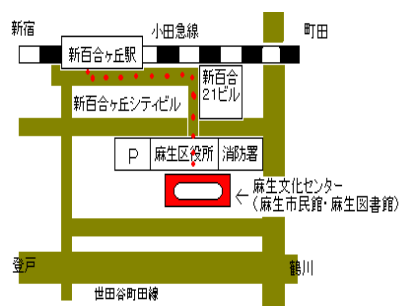 新宿
小田急線
町田
新百合ヶ丘駅
新百合
21ビル
新百合ヶ丘シティビル
P
麻生区役所
消防署
←麻生文化センター
(麻生市民館・麻生図書館)
登戸
鶴川
世田谷町田線